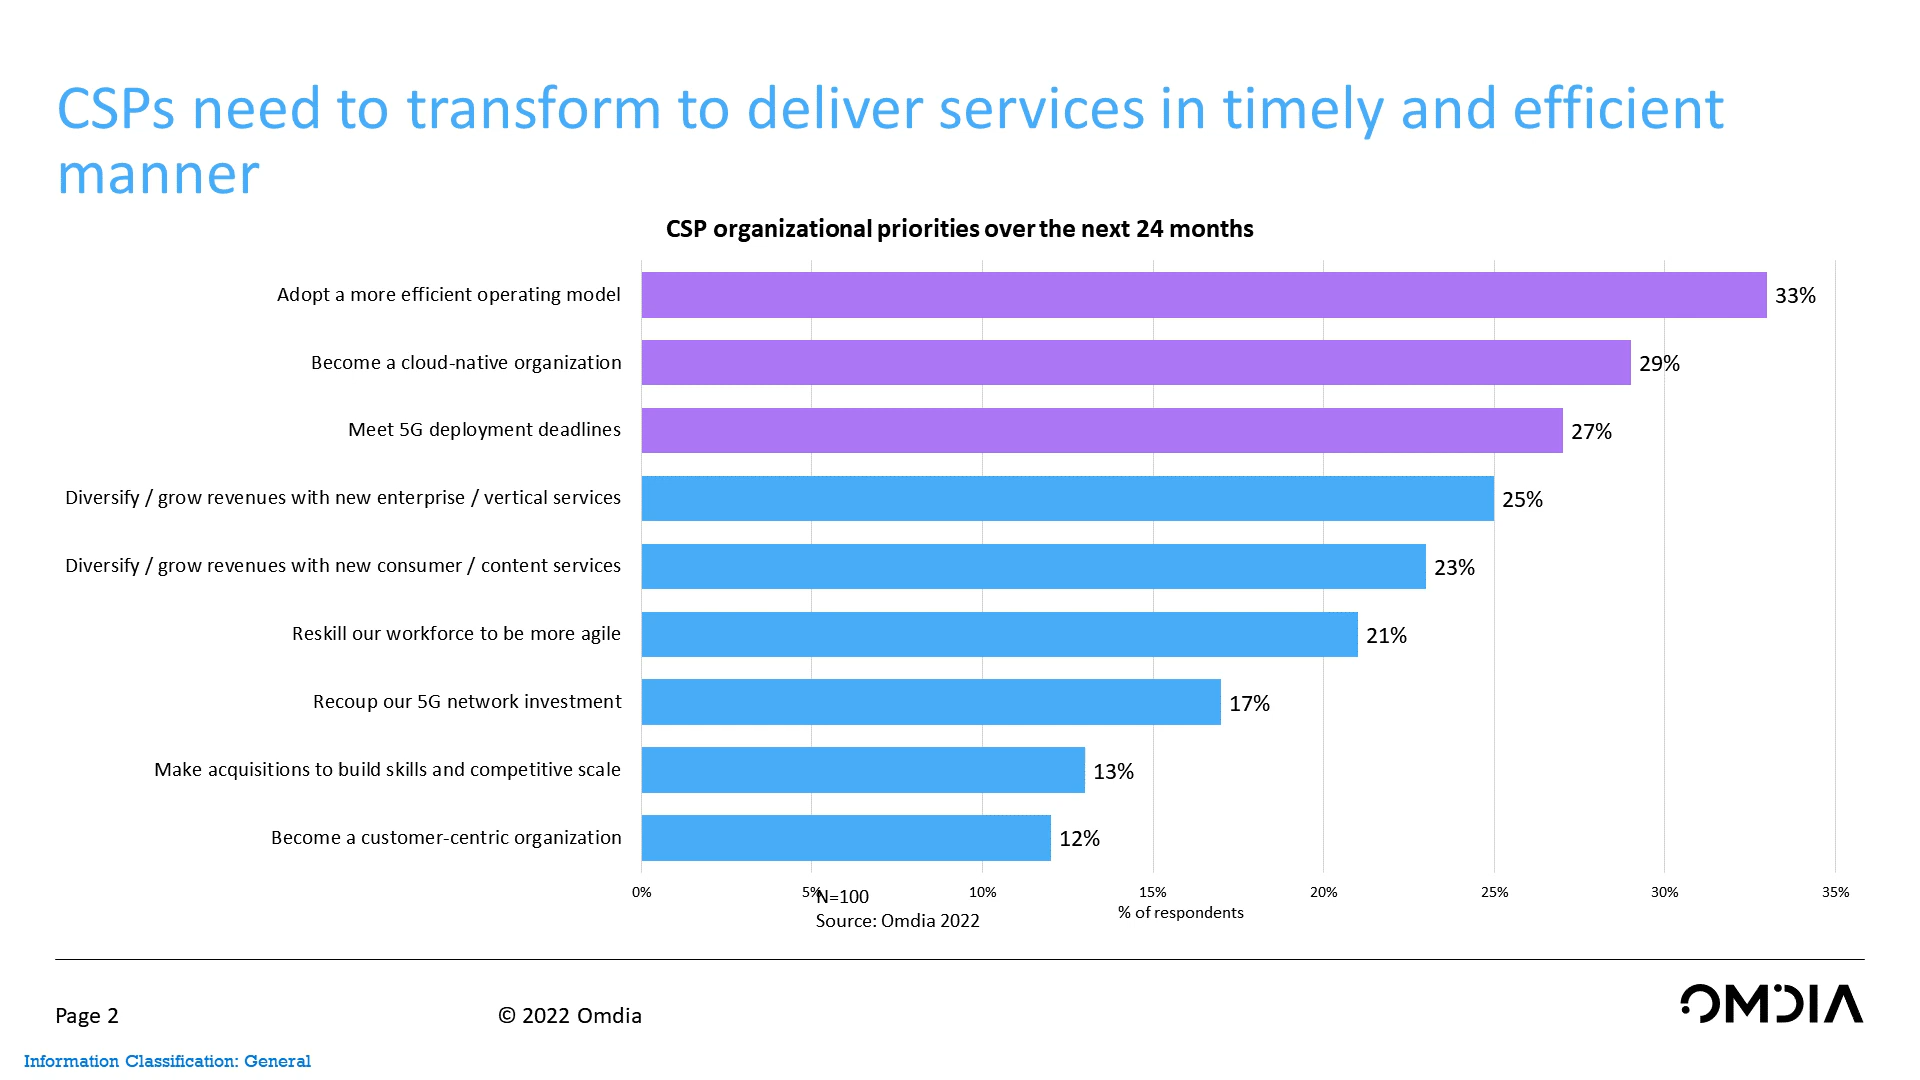 CSPs need to transform to deliver services in timely and efficient
manner
CSP organizational priorities over the next 24 months
Adopt a more efficient operating model 33%
Become a cloud-native organization 29%
Meet 5G deployment deadlines 27%
Diversify / grow revenues with new enterprise / vertical services 25%
Diversify / grow revenues with new consumer / content services 23%
Reskill our workforce to be more agile 21%
Recoup our 5G network investment 17%
Make acquisitions to build skills and competitive scale 13%
Become a customer-centric organization 12%
0% 5% 10% 15% 20% 25% 30% 35%
N=100
% of respondents
Source: Omdia 2022
Page 2 © 2022 Omdia OMDIA
Information Classification: General